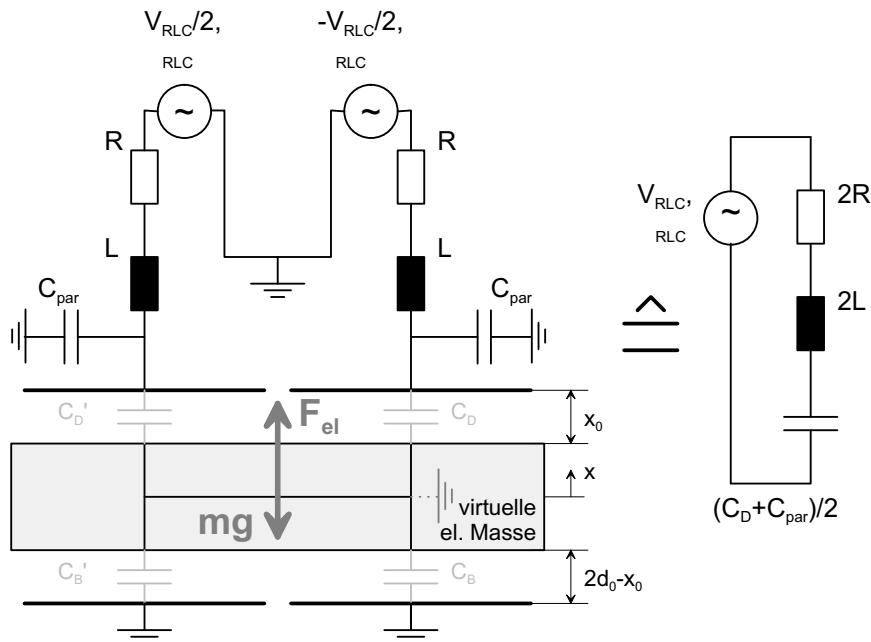 V_RLC/2,
RLC
-V_RLC/2,
RLC
R
R
L
L
C_par
C_par
C_D'
C_D
F_el
mg
x_0
x
virtuelle
el. Masse
C_B'
C_B
2d_0-x_0
V_RLC,
RLC
2R
2L
(C_D+C_par)/2